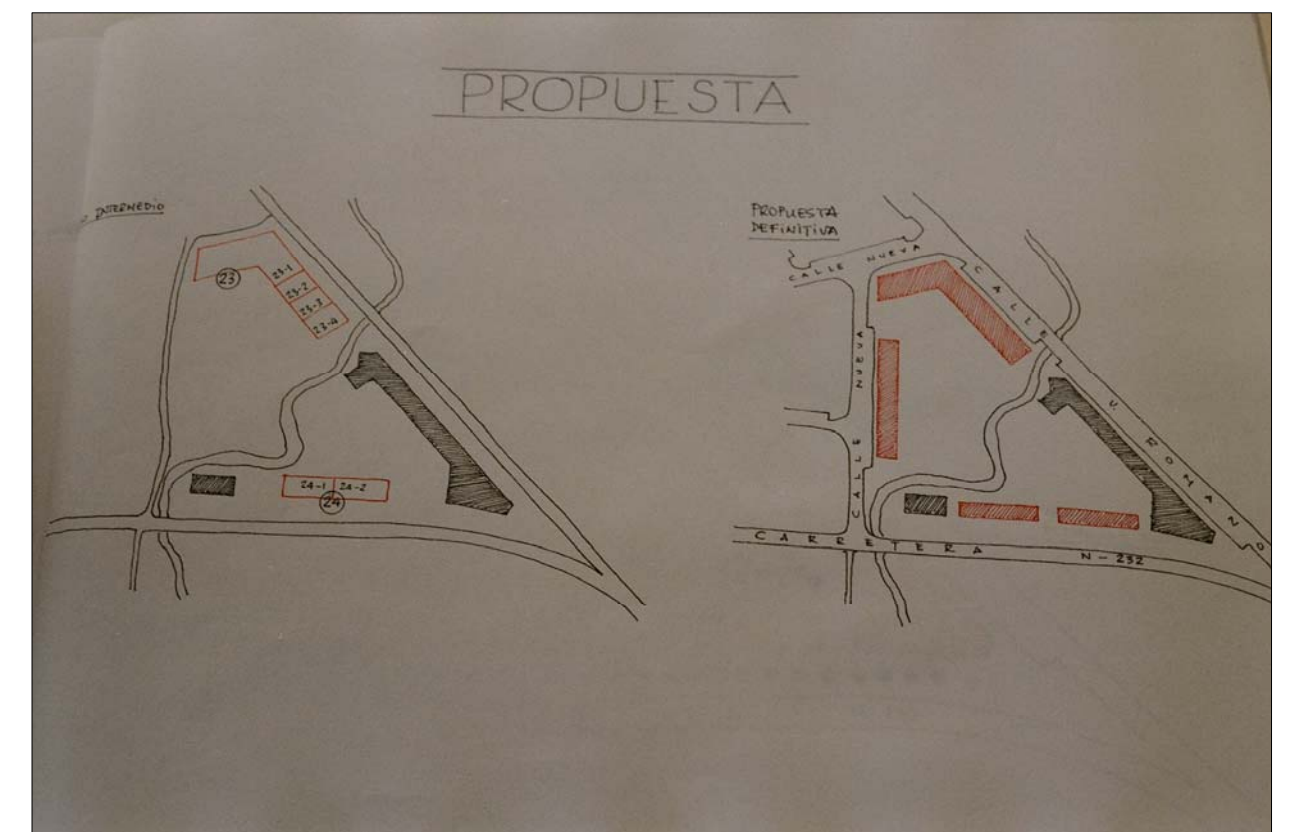 PROPUESTA
INTERMEDIO
23
23-1
23-2
23-3
23-4
24-1 24-2
24
PROPUESTA
DEFINITIVA
CALLE NUEVA
CALLE NUEVA
CALLE V. ROMANO
CARRETERA N-232